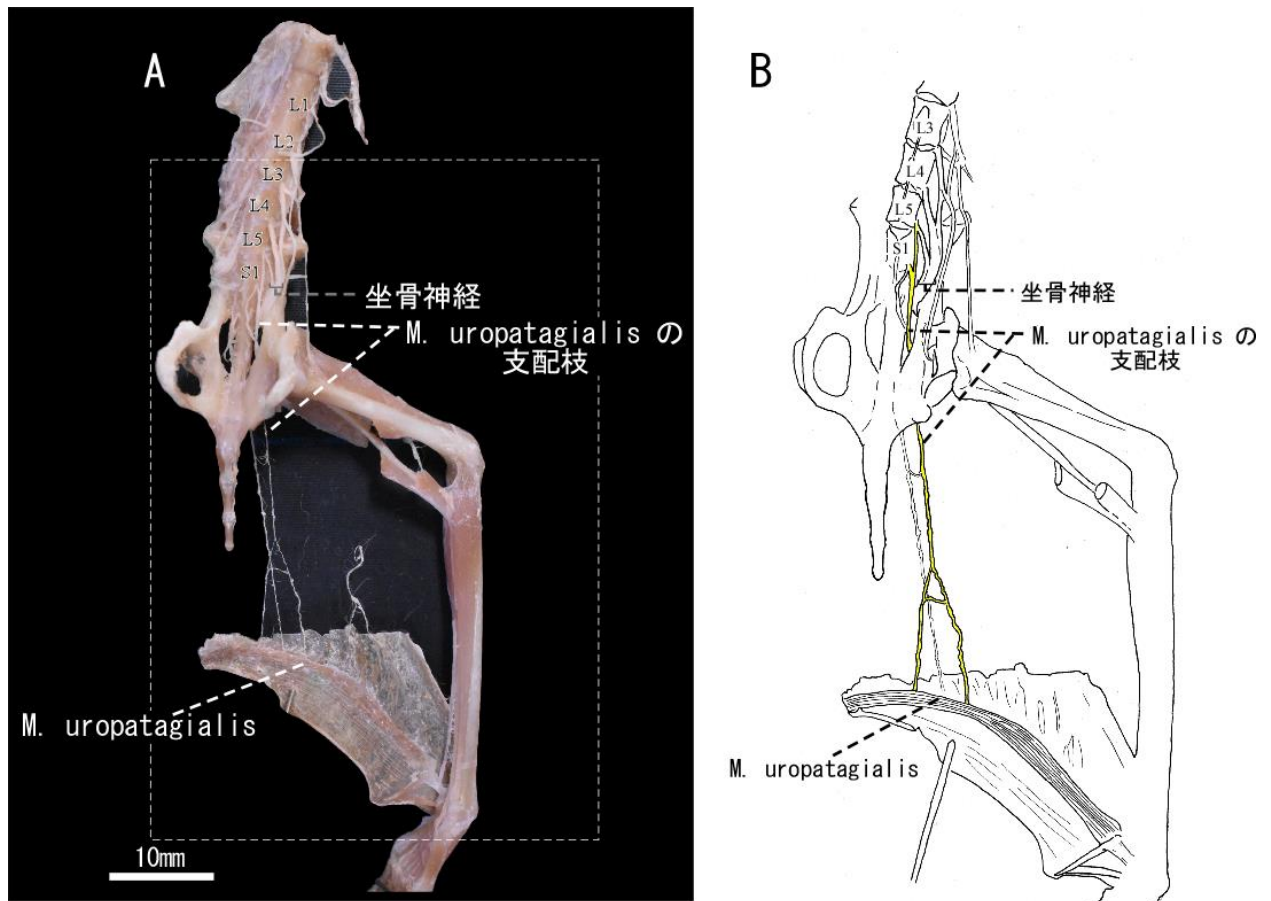 A
L1
L2
L3
L4
L5
S1
坐骨神経
M. uropatagialis の
支配枝
M. uropatagialis
10mm
B
L3
L4
L5
S1
坐骨神経
M. uropatagialis の
支配枝
M. uropatagialis